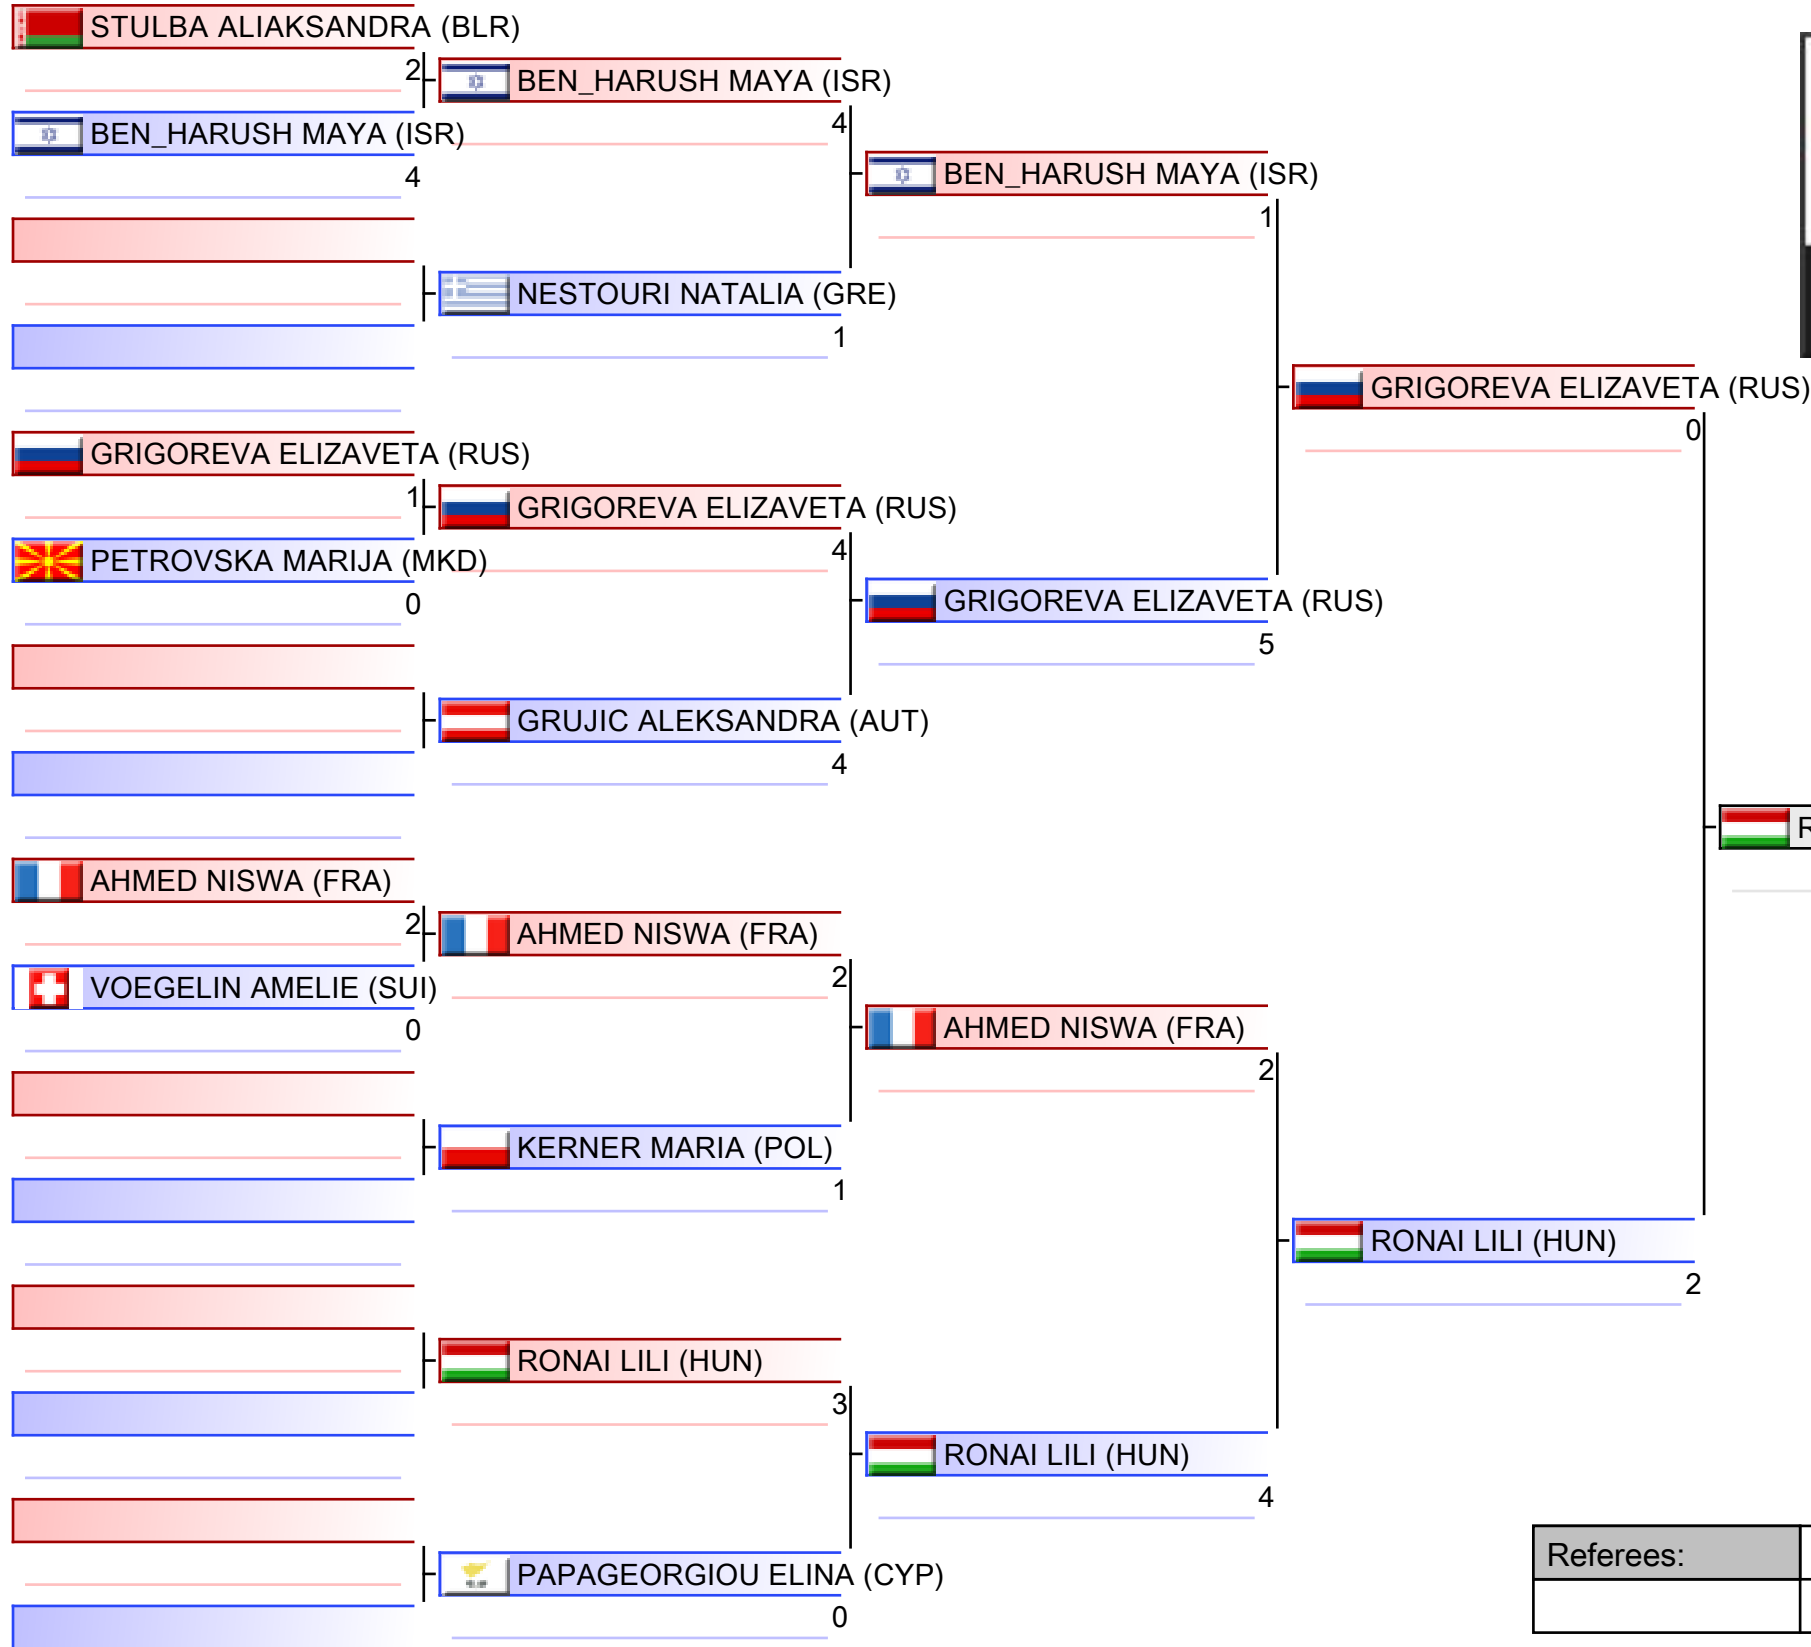 STULBA ALIAKSANDRA (BLR)
2
BEN_HARUSH MAYA (ISR)
4
BEN_HARUSH MAYA (ISR)
4
NESTOURI NATALIA (GRE)
1
BEN_HARUSH MAYA (ISR)
1
GRIGOREVA ELIZAVETA (RUS)
1
PETROVSKA MARIJA (MKD)
0
GRIGOREVA ELIZAVETA (RUS)
4
GRUJIC ALEKSANDRA (AUT)
4
GRIGOREVA ELIZAVETA (RUS)
5
GRIGOREVA ELIZAVETA (RUS)
0
AHMED NISWA (FRA)
2
VOEGELIN AMELIE (SUI)
0
AHMED NISWA (FRA)
2
KERNER MARIA (POL)
1
AHMED NISWA (FRA)
2
RONAI LILI (HUN)
3
PAPAGEORGIOU ELINA (CYP)
0
RONAI LILI (HUN)
4
RONAI LILI (HUN)
2
R
Referees: